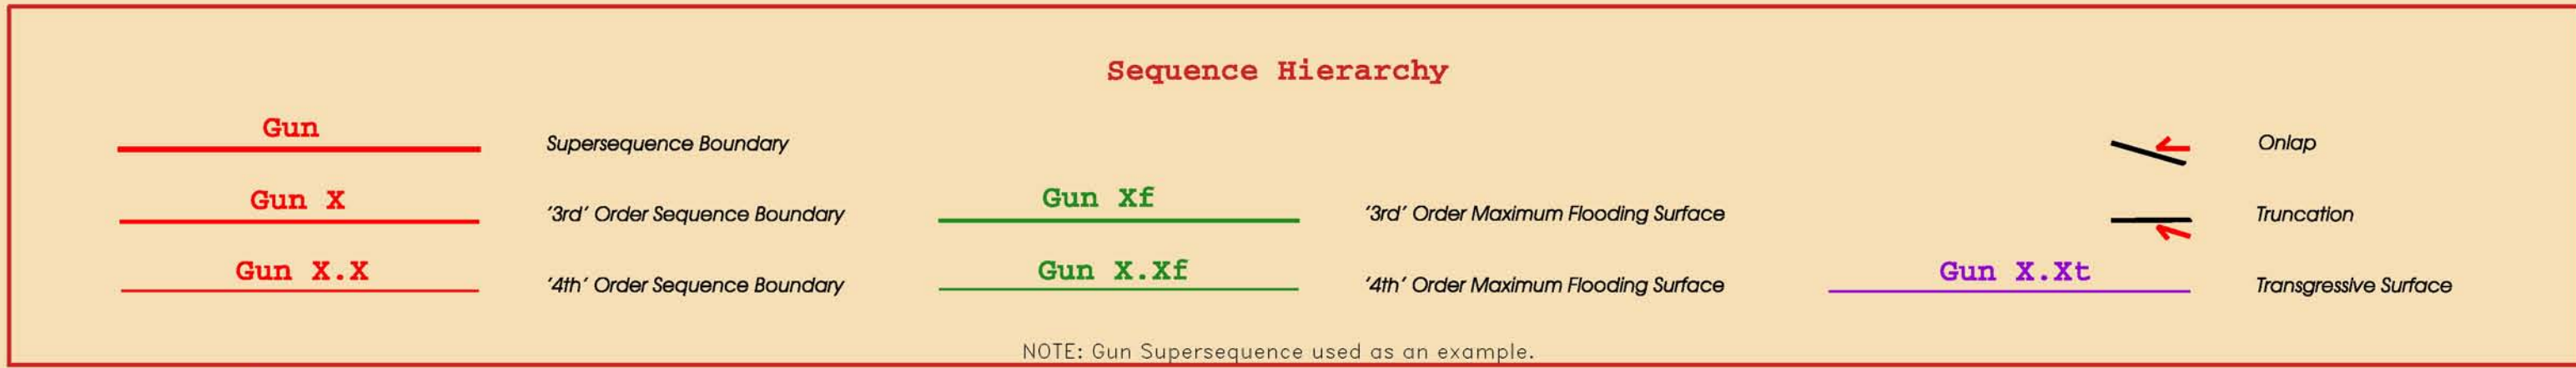 Sequence Hierarchy
Gun
Supersequence Boundary
Onlap
Gun X
'3rd' Order Sequence Boundary
Gun Xf
'3rd' Order Maximum Flooding Surface
Truncation
Gun X.X
'4th' Order Sequence Boundary
Gun X.Xf
'4th' Order Maximum Flooding Surface
Gun X.Xt
Transgressive Surface
NOTE: Gun Supersequence used as an example.